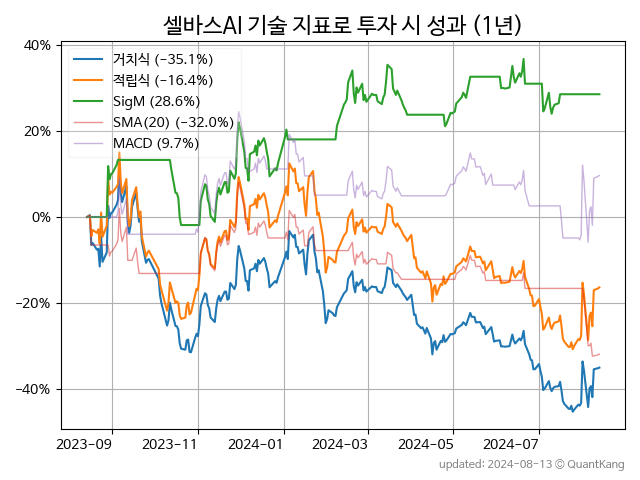 셀바스AI 기술 지표로 투자 시 성과 (1년)
거치식 (−35.1%)
적립식 (−16.4%)
SigM (28.6%)
SMA(20) (−32.0%)
MACD (9.7%)
40%
20%
0%
−20%
−40%
2023-09 2023-11 2024-01 2024-03 2024-05 2024-07
updated: 2024-08-13 © QuantKang